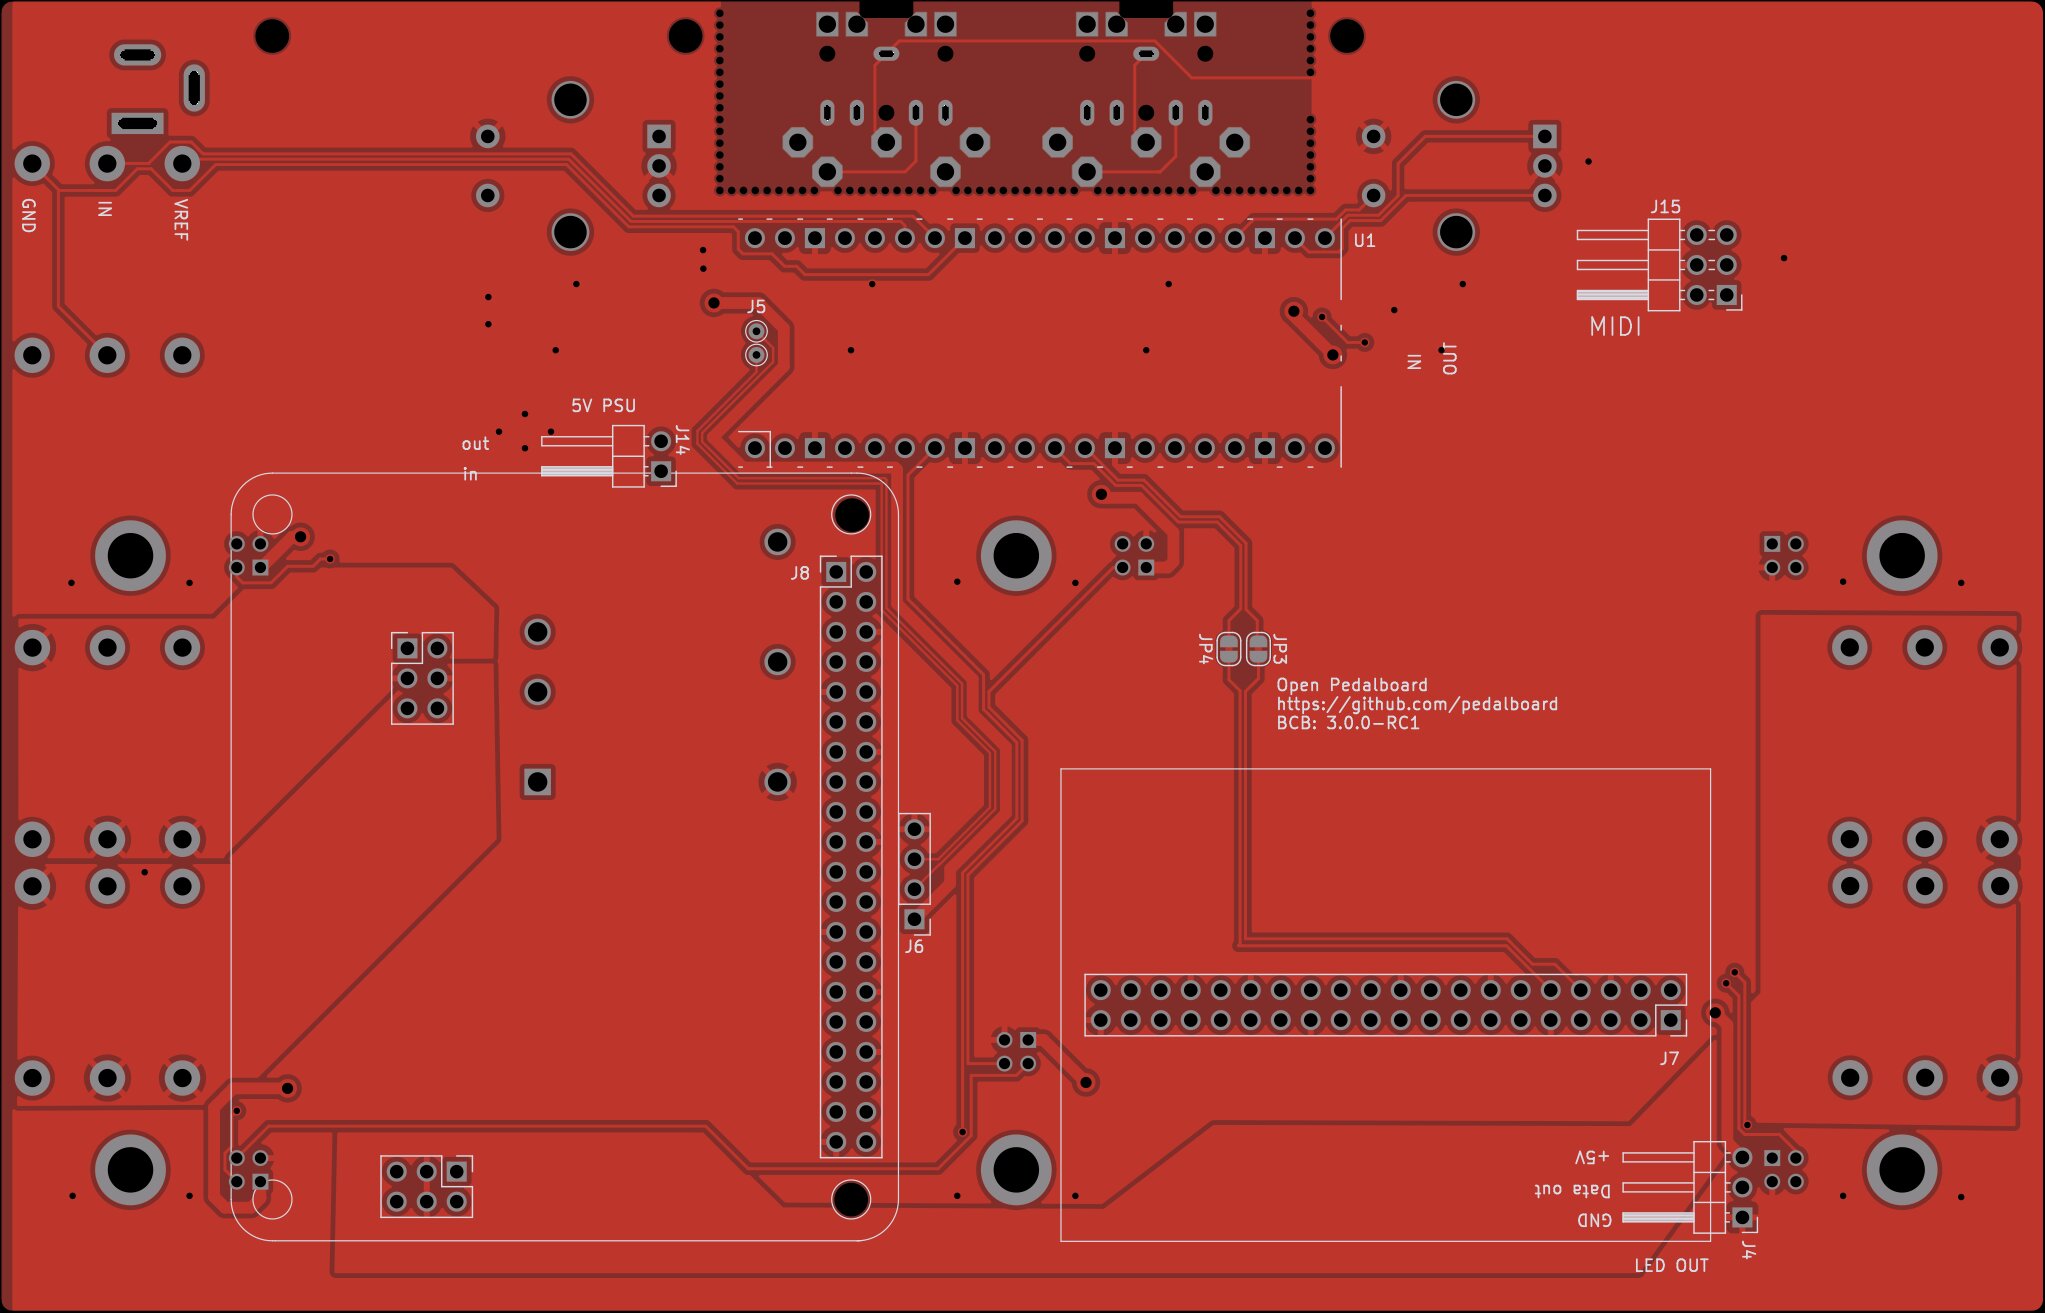 GND
IN
VREF
J15
U1
MIDI
J5
IN
OUT
5V PSU
out
in
J14
J8
JP4
JP3
Open Pedalboard
https://github.com/pedalboard
BCB: 3.0.0-RC1
J6
J7
+5V
Data out
GND
J4
LED OUT